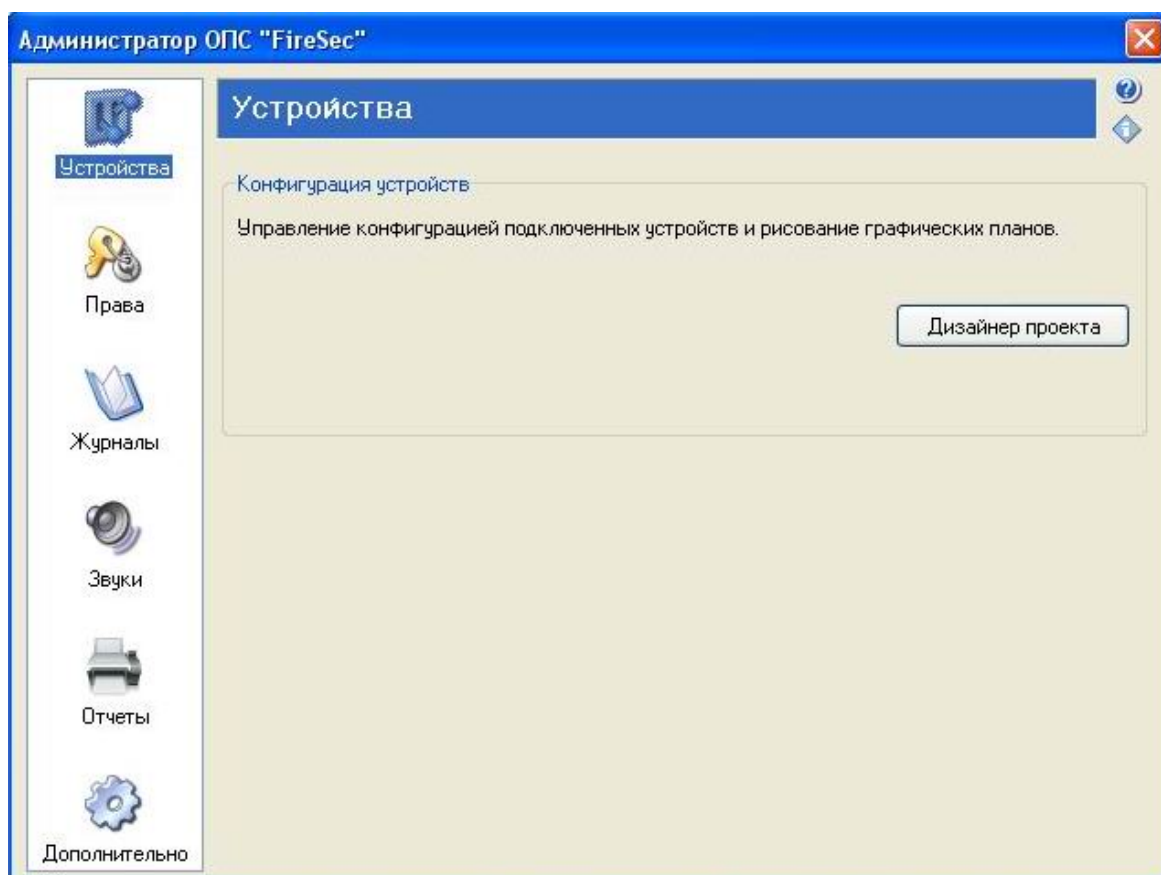 Администратор ОПС "FireSec"
Устройства
Устройства
Конфигурация устройств
Управление конфигурацией подключенных устройств и рисование графических планов.
Права
Дизайнер проекта
Журналы
Звуки
Отчеты
Дополнительно